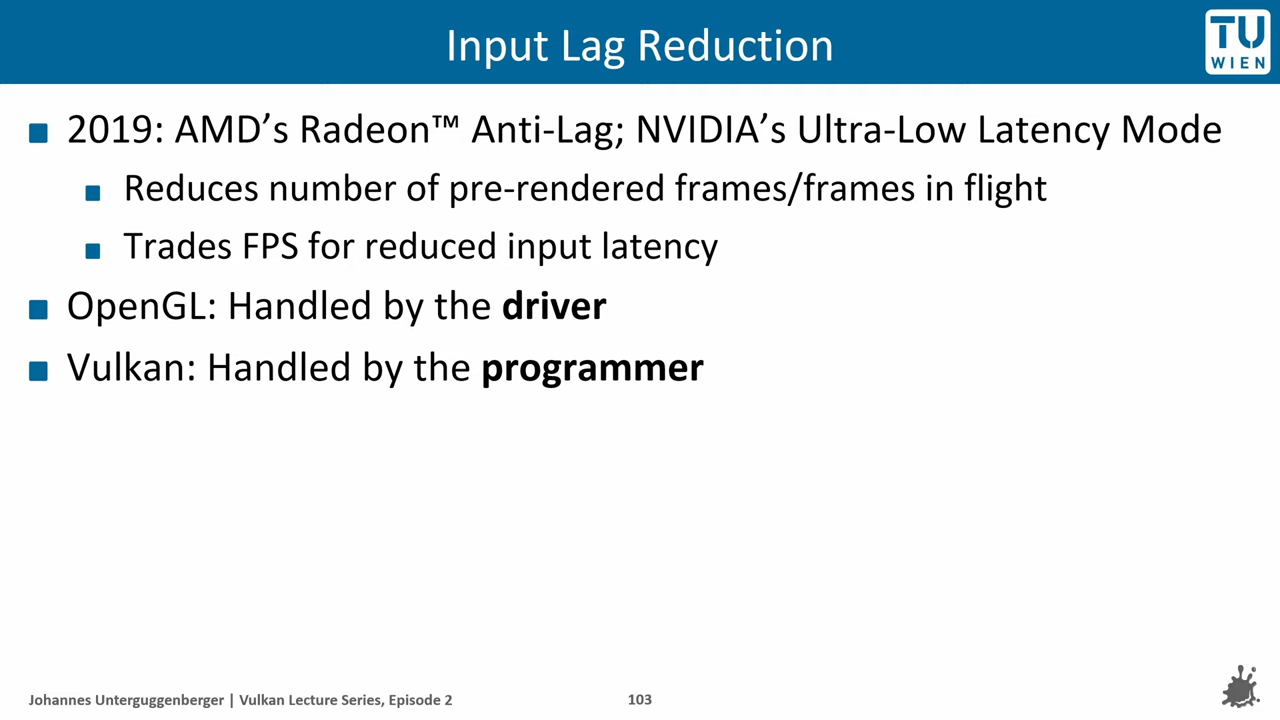 Input Lag Reduction
TU
WIEN
2019: AMD’s Radeon™ Anti-Lag; NVIDIA’s Ultra-Low Latency Mode
Reduces number of pre-rendered frames/frames in flight
Trades FPS for reduced input latency
OpenGL: Handled by the driver
Vulkan: Handled by the programmer
Johannes Unterguggenberger | Vulkan Lecture Series, Episode 2
103